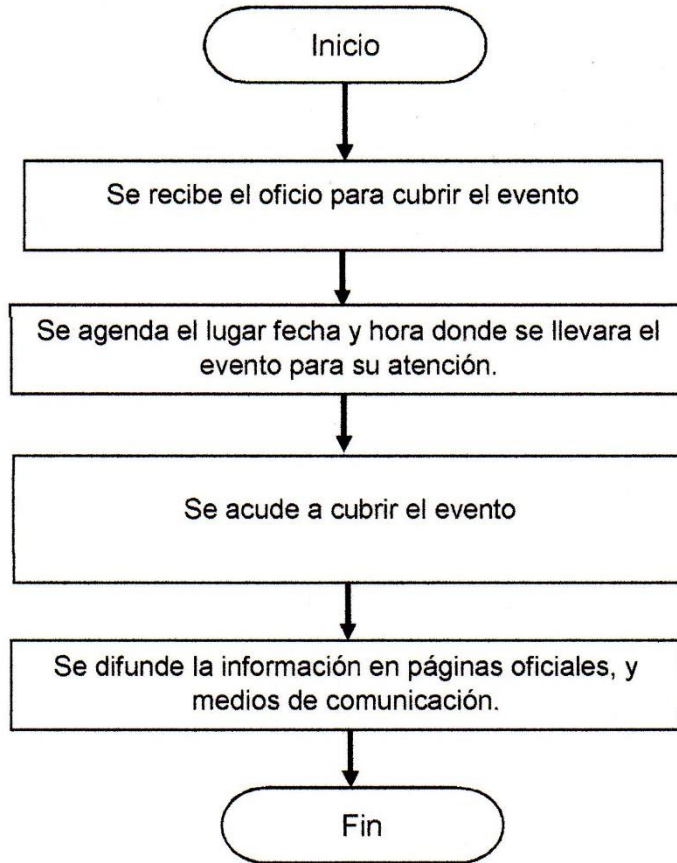 Inicio
Se recibe el oficio para cubrir el evento
Se agenda el lugar fecha y hora donde se llevara el
evento para su atención.
Se acude a cubrir el evento
Se difunde la información en páginas oficiales, y
medios de comunicación.
Fin